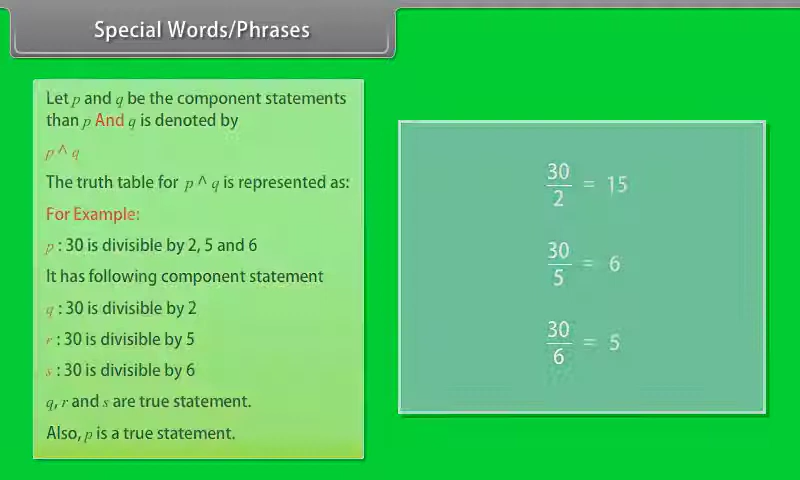 Special Words/Phrases
Let p and q be the component statements
than p And q is denoted by
p ^ q
The truth table for p ^ q is represented as:
For Example:
p : 30 is divisible by 2, 5 and 6
It has following component statement
q : 30 is divisible by 2
r : 30 is divisible by 5
s : 30 is divisible by 6
q, r and s are true statement.
Also, p is a true statement.
30/2 = 15
30/5 = 6
30/6 = 5